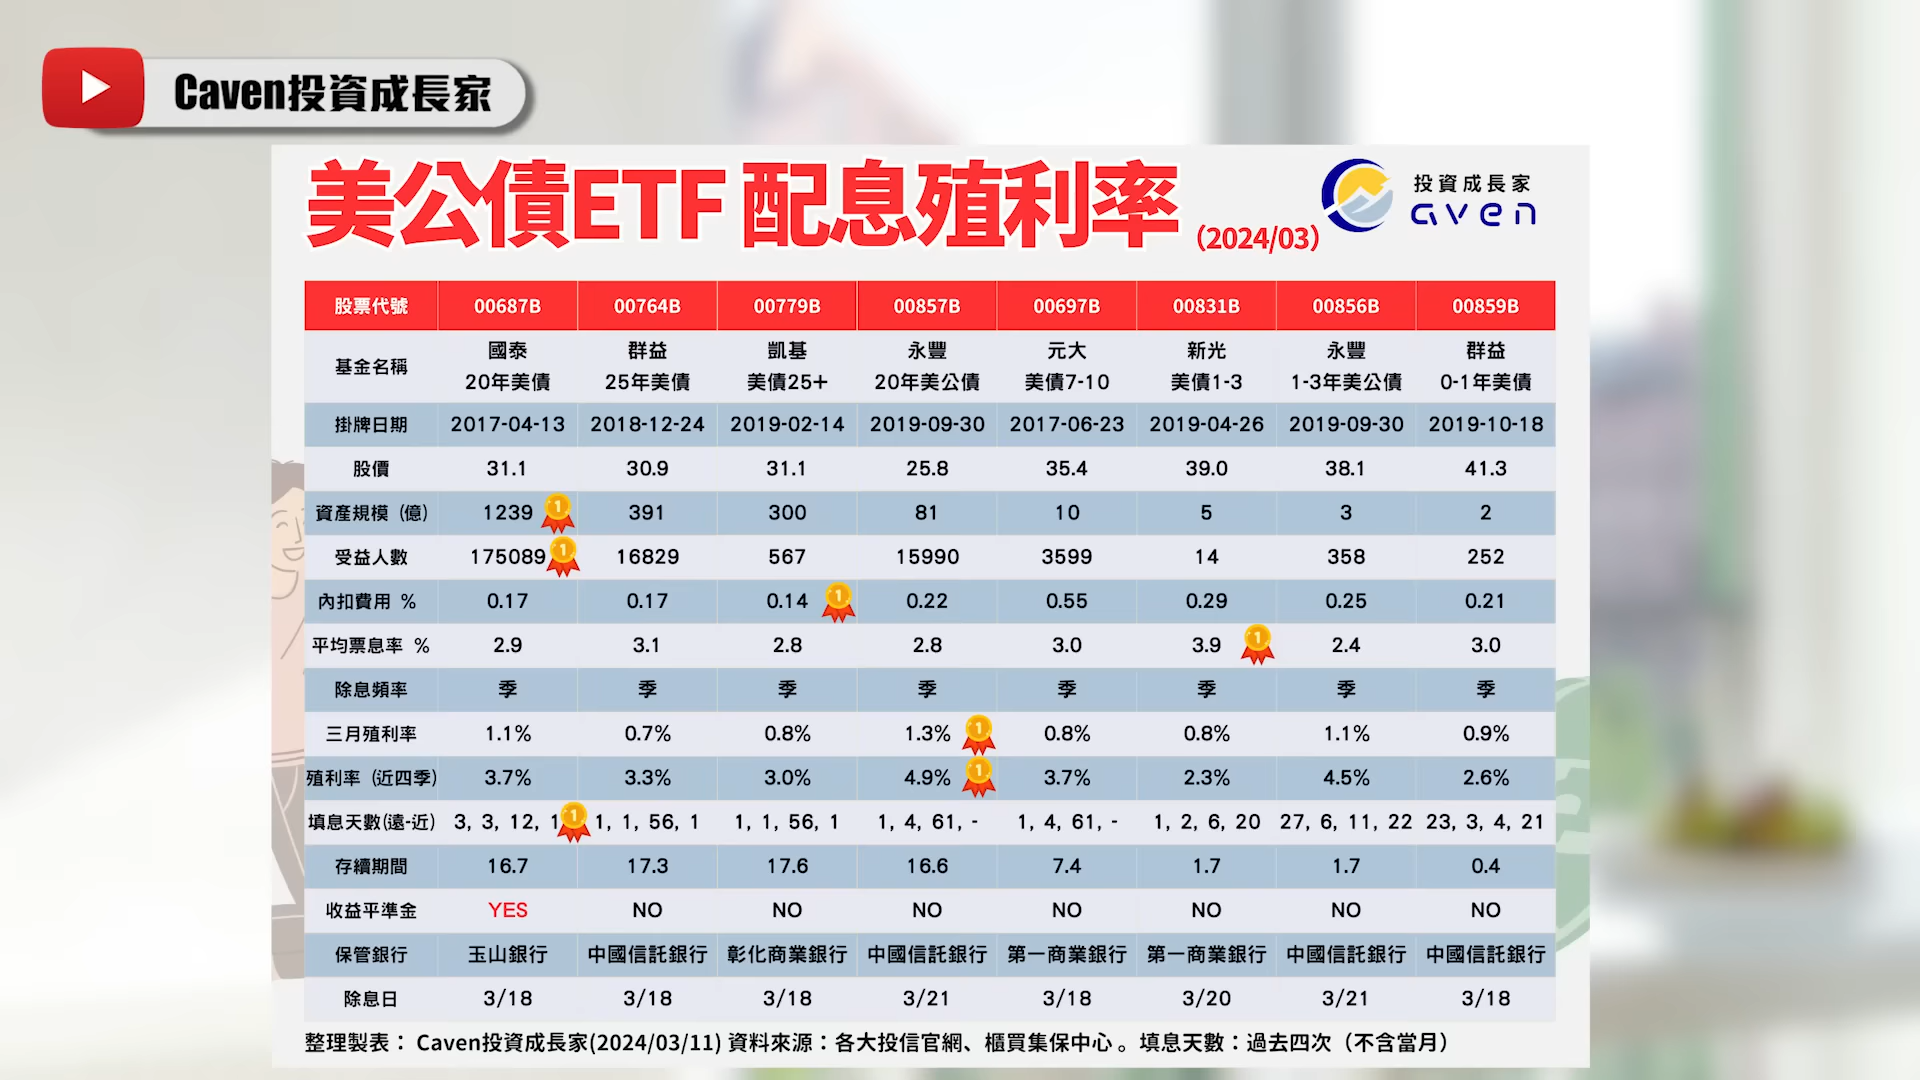 Caven投資成長家
美公債ETF 配息殖利率 (2024/03)
投資成長家
aven
股票代號 00687B 00764B 00779B 00857B 00697B 00831B 00856B 00859B
基金名稱 國泰 20年美債 群益 25年美債 凱基 美債25+ 永豐 20年美公債 元大 美債7-10 新光 美債1-3 永豐 1-3年美公債 群益 0-1年美債
掛牌日期 2017-04-13 2018-12-24 2019-02-14 2019-09-30 2017-06-23 2019-04-26 2019-09-30 2019-10-18
股價 31.1 30.9 31.1 25.8 35.4 39.0 38.1 41.3
資產規模 (億) 1239 1 391 300 81 10 5 3 2
受益人數 175089 1 16829 567 15990 3599 14 358 252
內扣費用 % 0.17 0.17 0.14 1 0.22 0.55 0.29 0.25 0.21
平均票息率 % 2.9 3.1 2.8 2.8 3.0 3.9 1 2.4 3.0
除息頻率 季 季 季 季 季 季 季 季
三月殖利率 1.1% 0.7% 0.8% 1.3% 1 0.8% 0.8% 1.1% 0.9%
殖利率 (近四季) 3.7% 3.3% 3.0% 4.9% 1 3.7% 2.3% 4.5% 2.6%
填息天數(遠-近) 3, 3, 12, 1 1 1, 1, 56, 1 1, 1, 56, 1 1, 4, 61, - 1, 4, 61, - 1, 2, 6, 20 27, 6, 11, 22 23, 3, 4, 21
存續期間 16.7 17.3 17.6 16.6 7.4 1.7 1.7 0.4
收益平準金 YES NO NO NO NO NO NO NO
保管銀行 玉山銀行 中國信託銀行 彰化商業銀行 中國信託銀行 第一商業銀行 第一商業銀行 中國信託銀行 中國信託銀行
除息日 3/18 3/18 3/18 3/21 3/18 3/20 3/21 3/18
整理製表：Caven投資成長家(2024/03/11) 資料來源：各大投信官網、櫃買集保中心。填息天數：過去四次（不含當月）